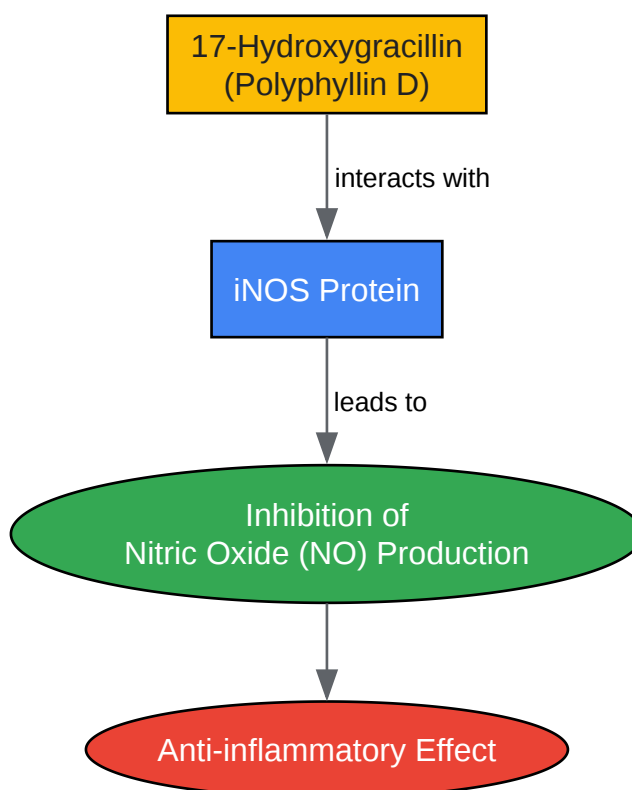 17-Hydroxygracillin
(Polyphyllin D)
interacts with
iNOS Protein
leads to
Inhibition of
Nitric Oxide (NO) Production
Anti-inflammatory Effect